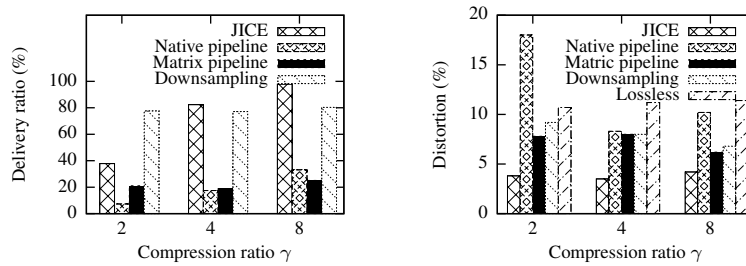 JICE
Native pipeline
Matrix pipeline
Downsampling
Delivery ratio (%)
100
80
60
40
20
0
2
4
8
Compression ratio γ
JICE
Native pipeline
Matric pipeline
Downsampling
Lossless
Distortion (%)
20
15
10
5
0
2
4
8
Compression ratio γ